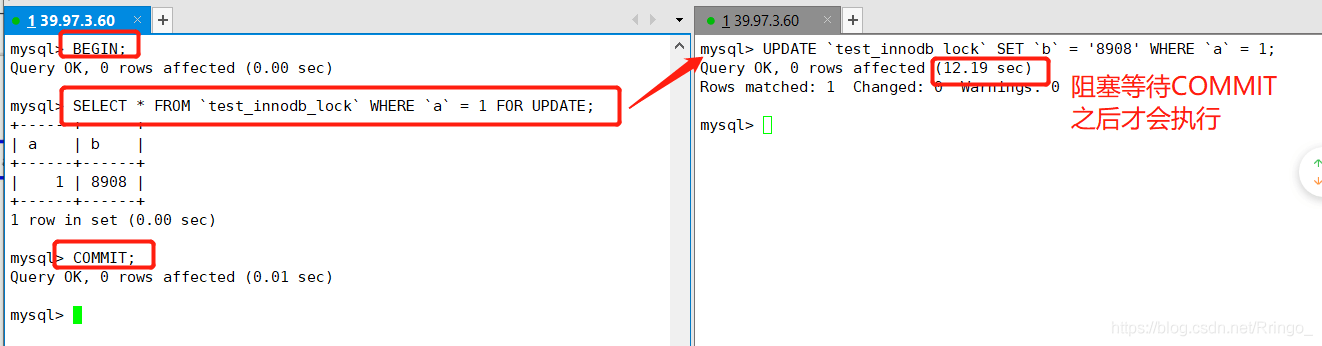 1 39.97.3.60 × +
mysql> BEGIN;
Query OK, 0 rows affected (0.00 sec)
mysql> SELECT * FROM `test_innodb_lock` WHERE `a` = 1 FOR UPDATE;
+------+------+
| a    | b    |
+------+------+
|    1 | 8908 |
+------+------+
1 row in set (0.00 sec)
mysql> COMMIT;
Query OK, 0 rows affected (0.01 sec)
mysql>
1 39.97.3.60 × +
mysql> UPDATE `test_innodb_lock` SET `b` = '8908' WHERE `a` = 1;
Query OK, 0 rows affected (12.19 sec)
Rows matched: 1  Changed: 0  Warnings: 0
mysql>
阻塞等待COMMIT
之后才会执行
https://blog.csdn.net/Rringo_